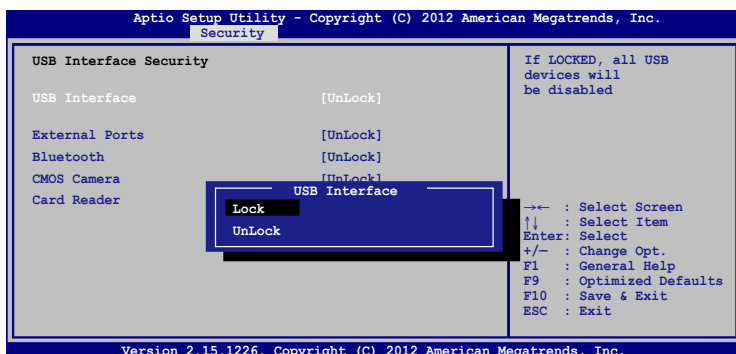 Aptio Setup Utility - Copyright (C) 2012 American Megatrends, Inc.
Security
USB Interface Security
USB Interface [UnLock]
External Ports [UnLock]
Bluetooth [UnLock]
CMOS Camera [UnLock]
Card Reader
USB Interface
Lock
UnLock
If LOCKED, all USB
devices will
be disabled
→← : Select Screen
↑↓ : Select Item
Enter: Select
+/— : Change Opt.
F1 : General Help
F9 : Optimized Defaults
F10 : Save & Exit
ESC : Exit
Version 2.15.1226. Copyright (C) 2012 American Megatrends, Inc.